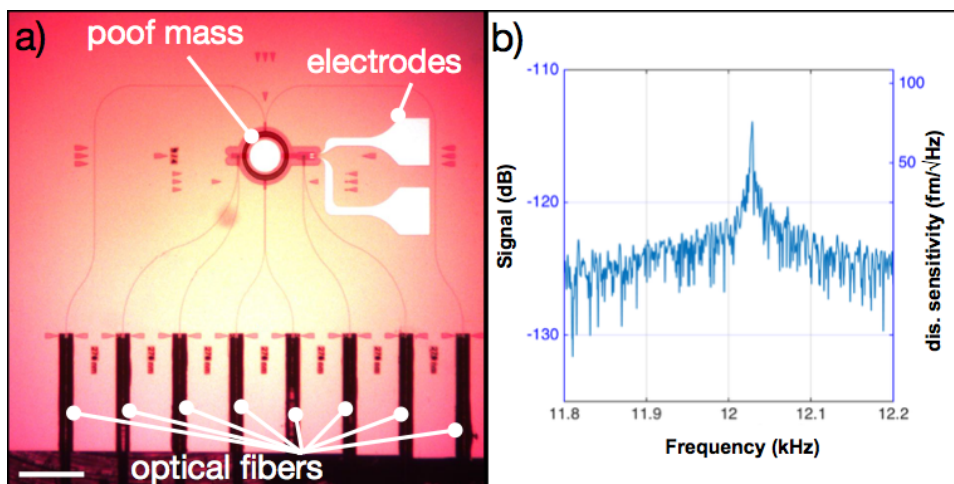 a)
poof mass
electrodes
optical fibers
b)
-110
-120
-130
Signal (dB)
100
50
dis. sensitivity (fm/√Hz)
11.8 11.9 12 12.1 12.2
Frequency (kHz)